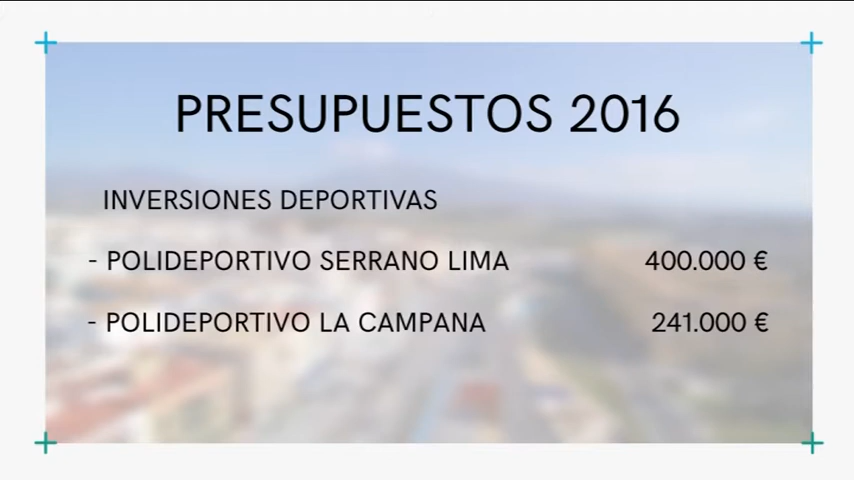 PRESUPUESTOS 2016
INVERSIONES DEPORTIVAS
- POLIDEPORTIVO SERRANO LIMA 400.000 €
- POLIDEPORTIVO LA CAMPANA 241.000 €